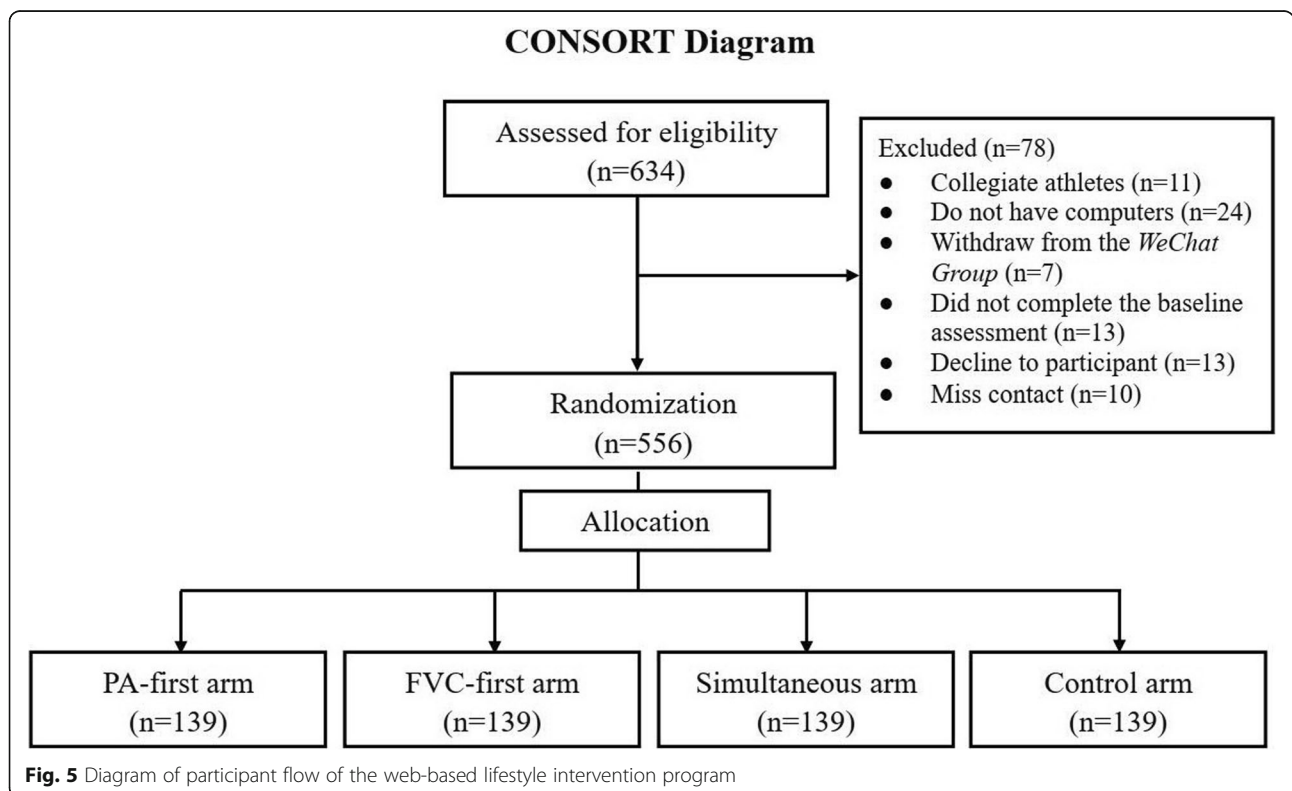 CONSORT Diagram
Assessed for eligibility
(n=634)
Excluded (n=78)
● Collegiate athletes (n=11)
● Do not have computers (n=24)
● Withdraw from the WeChat
Group (n=7)
● Did not complete the baseline
assessment (n=13)
● Decline to participant (n=13)
● Miss contact (n=10)
Randomization
(n=556)
Allocation
PA-first arm
(n=139)
FVC-first arm
(n=139)
Simultaneous arm
(n=139)
Control arm
(n=139)
Fig. 5 Diagram of participant flow of the web-based lifestyle intervention program